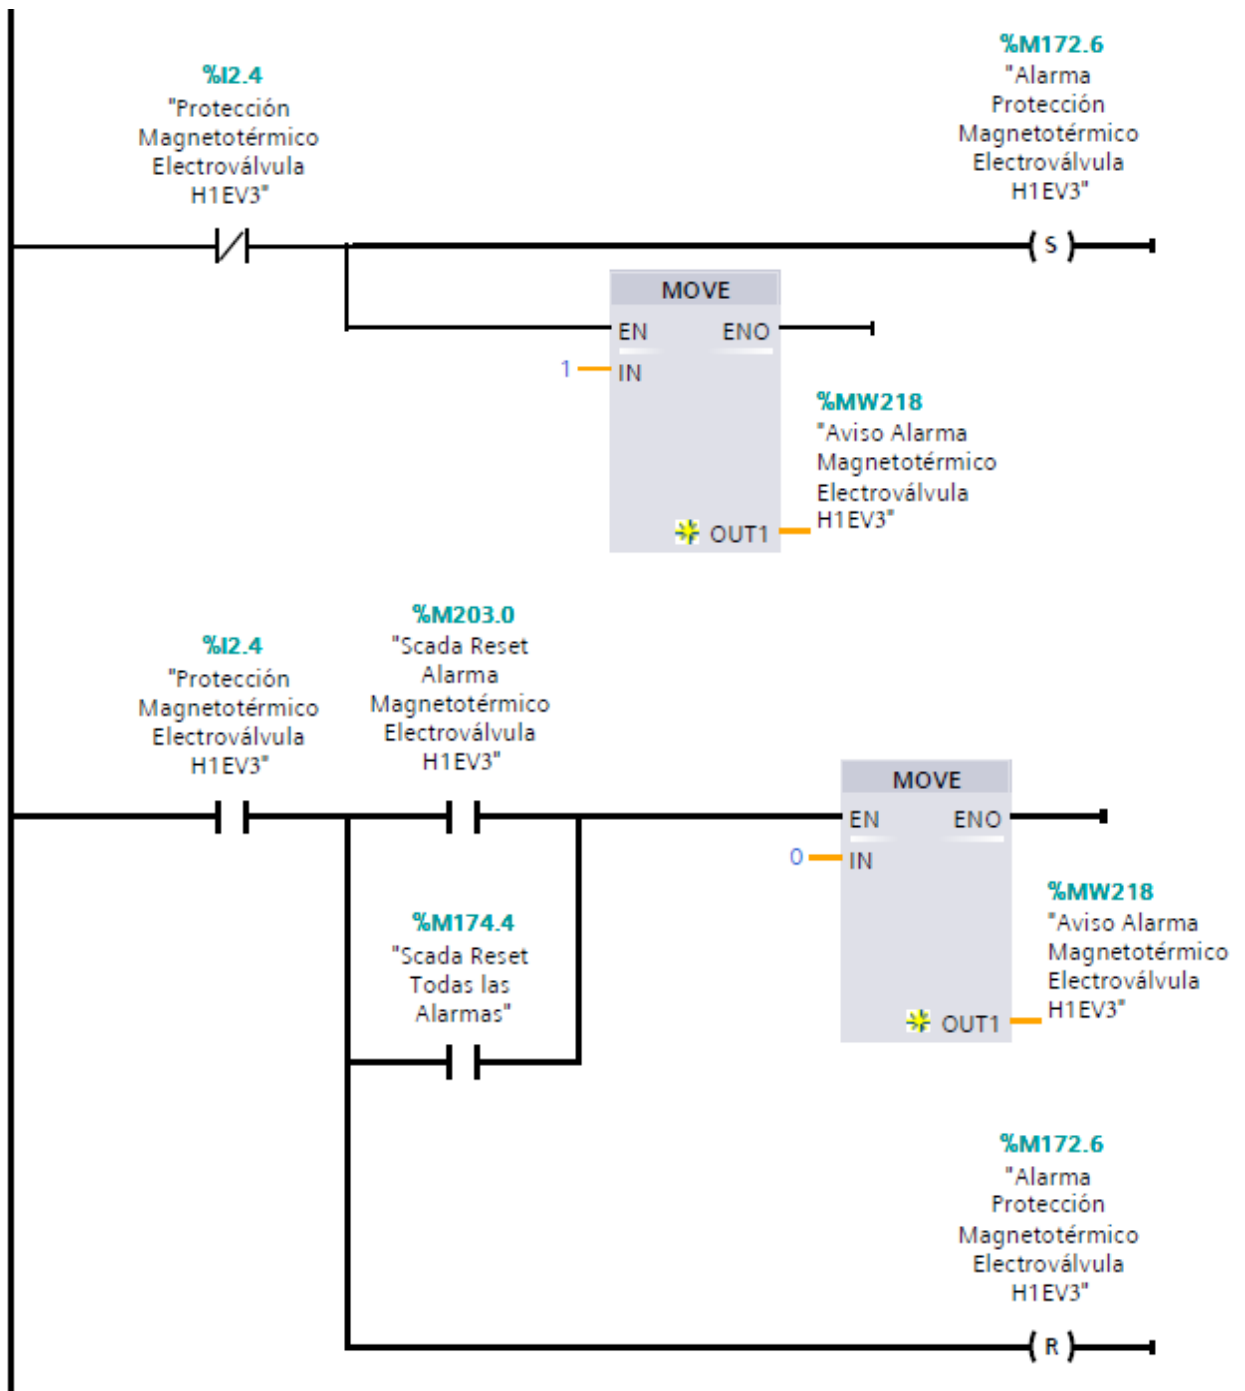 %M172.6
"Alarma
Protección
Magnetotérmico
Electroválvula
H1EV3"
%I2.4
"Protección
Magnetotérmico
Electroválvula
H1EV3"
S
MOVE
EN ENO
1 IN
%MW218
"Aviso Alarma
Magnetotérmico
Electroválvula
H1EV3"
OUT1
%M203.0
"Scada Reset
Alarma
Magnetotérmico
Electroválvula
H1EV3"
%I2.4
"Protección
Magnetotérmico
Electroválvula
H1EV3"
MOVE
EN ENO
0 IN
%MW218
"Aviso Alarma
Magnetotérmico
Electroválvula
H1EV3"
OUT1
%M174.4
"Scada Reset
Todas las
Alarmas"
%M172.6
"Alarma
Protección
Magnetotérmico
Electroválvula
H1EV3"
R